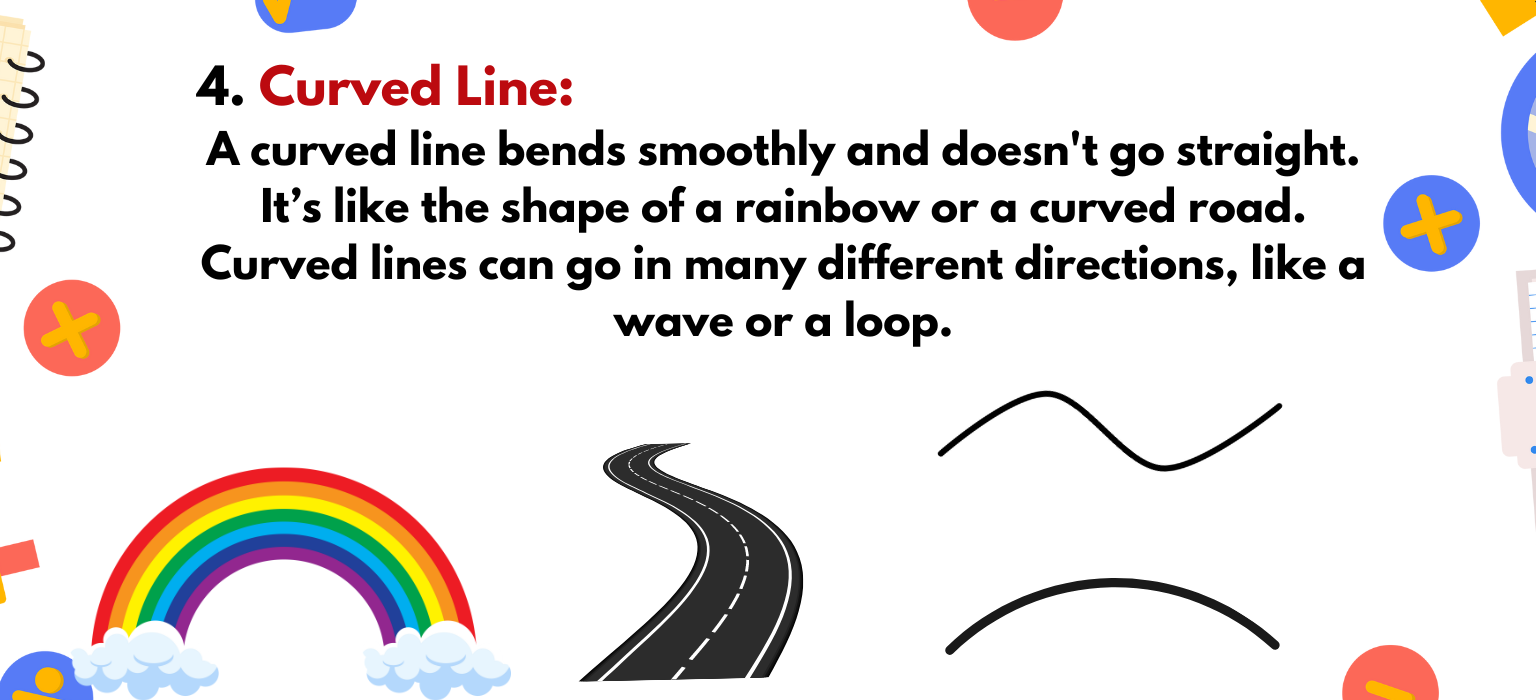 4. Curved Line:
A curved line bends smoothly and doesn't go straight.
It’s like the shape of a rainbow or a curved road.
Curved lines can go in many different directions, like a
wave or a loop.